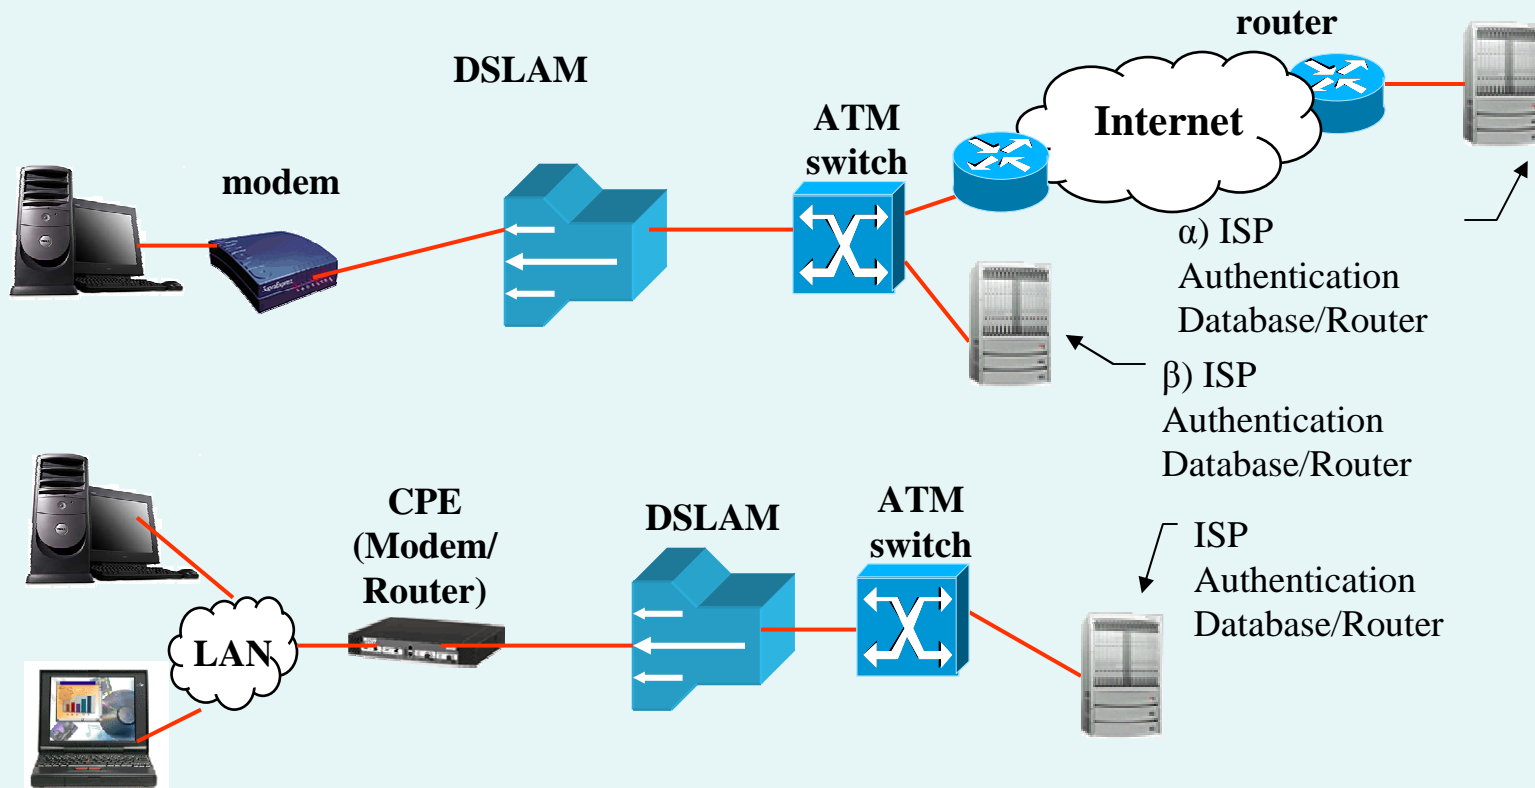 router
DSLAM
ATM
switch
Internet
modem
α) ISP
Authentication
Database/Router
β) ISP
Authentication
Database/Router
CPE
(Modem/
Router)
DSLAM
ATM
switch
ISP
Authentication
Database/Router
LAN